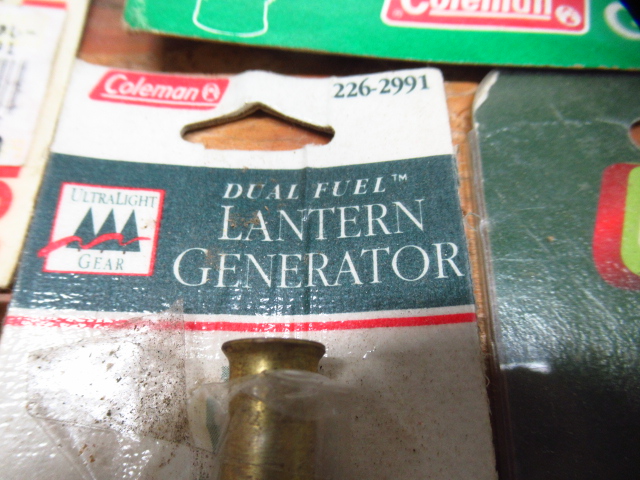 Coleman
Coleman
226-2991
DUAL FUEL™
LANTERN
GENERATOR
ULTRALIGHT
GEAR